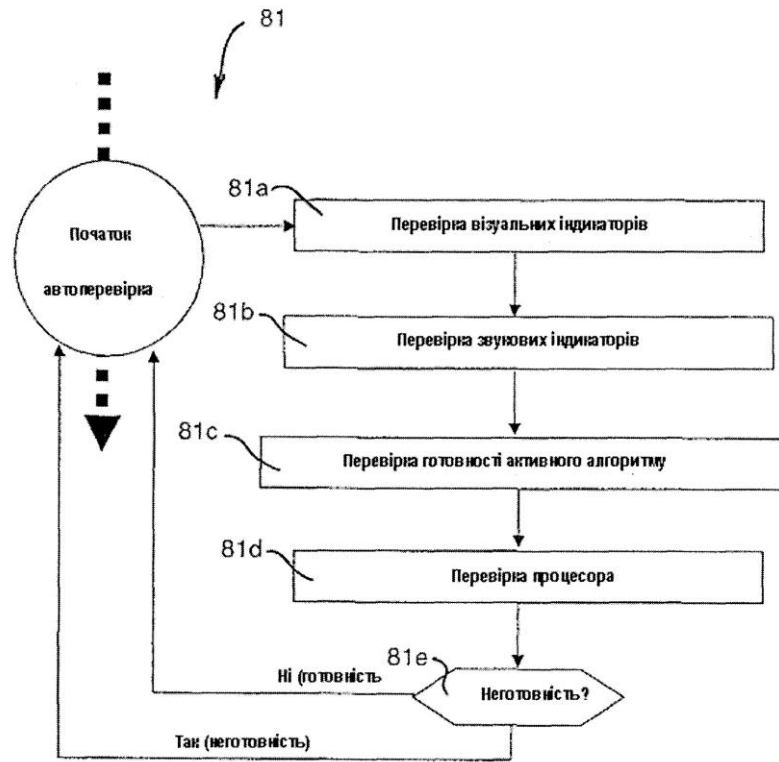 81
81a
Перевірка візуальних індикаторів
Початок
автоперевірка
81b
Перевірка звукових індикаторів
81c
Перевірка готовності активного алгоритму
81d
Перевірка процесора
81e
Неготовність?
Ні (готовність
Так (неготовність)